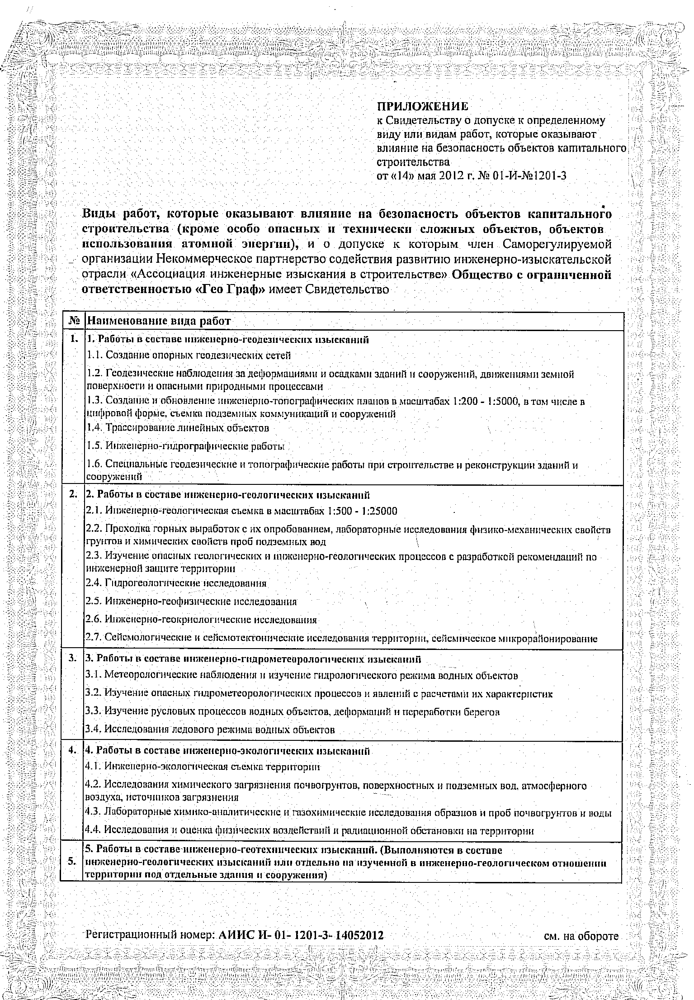 ПРИЛОЖЕНИЕ
к Свидетельству о допуске к определенному
виду или видам работ, которые оказывают
влияние на безопасность объектов капитального
строительства
от «14» мая 2012 г. № 01-И-№1201-3
Виды работ, которые оказывают влияние на безопасность объектов капитального
строительства (кроме особо опасных и технически сложных объектов, объектов
использования атомной энергии), и о допуске к которым член Саморегулируемой
организации Некоммерческое партнерство содействия развитию инженерно-изыскательской
отрасли «Ассоциация инженерные изыскания в строительстве» Общество с ограниченной
ответственностью «Гео Граф» имеет Свидетельство
№ Наименование вида работ
1. 1. Работы в составе инженерно-геодезических изысканий
1.1. Создание опорных геодезических сетей
1.2. Геодезические наблюдения за деформациями и осадками зданий и сооружений, движениями земной
поверхности и опасными природными процессами
1.3. Создание и обновление инженерно-топографических планов в масштабах 1:200 - 1:5000, в том числе в
цифровой форме, съемка подземных коммуникаций и сооружений
1.4. Трассирование линейных объектов
1.5. Инженерно-гидрографические работы
1.6. Специальные геодезические и топографические работы при строительстве и реконструкции зданий и
сооружений
2. 2. Работы в составе инженерно-геологических изысканий
2.1. Инженерно-геологическая съемка в масштабах 1:500 - 1:25000
2.2. Проходка горных выработок с их опробованием, лабораторные исследования физико-механических свойств
грунтов и химических свойств проб подземных вод
2.3. Изучение опасных геологических и инженерно-геологических процессов с разработкой рекомендаций по
инженерной защите территории
2.4. Гидрогеологические исследования
2.5. Инженерно-геофизические исследования
2.6. Инженерно-геокриологические исследования
2.7. Сейсмологические и сейсмотектонические исследования территории, сейсмическое микрорайонирование
3. 3. Работы в составе инженерно-гидрометеорологических изысканий
3.1. Метеорологические наблюдения и изучение гидрологического режима водных объектов
3.2. Изучение опасных гидрометеорологических процессов и явлений с расчетами их характеристик
3.3. Изучение русловых процессов водных объектов, деформаций и переработки берегов
3.4. Исследования ледового режима водных объектов
4. 4. Работы в составе инженерно-экологических изысканий
4.1. Инженерно-экологическая съемка территории
4.2. Исследования химического загрязнения почвогрунтов, поверхностных и подземных вод, атмосферного
воздуха, источников загрязнения
4.3. Лабораторные химико-аналитические и газохимические исследования образцов и проб почвогрунтов и воды
4.4. Исследования и оценка физических воздействий и радиационной обстановки на территории
5. Работы в составе инженерно-геотехнических изысканий. (Выполняются в составе
5. инженерно-геологических изысканий или отдельно на изученной в инженерно-геологическом отношении
территории под отдельные здания и сооружения)
Регистрационный номер: АИИС И- 01- 1201-3- 14052012
см. на обороте